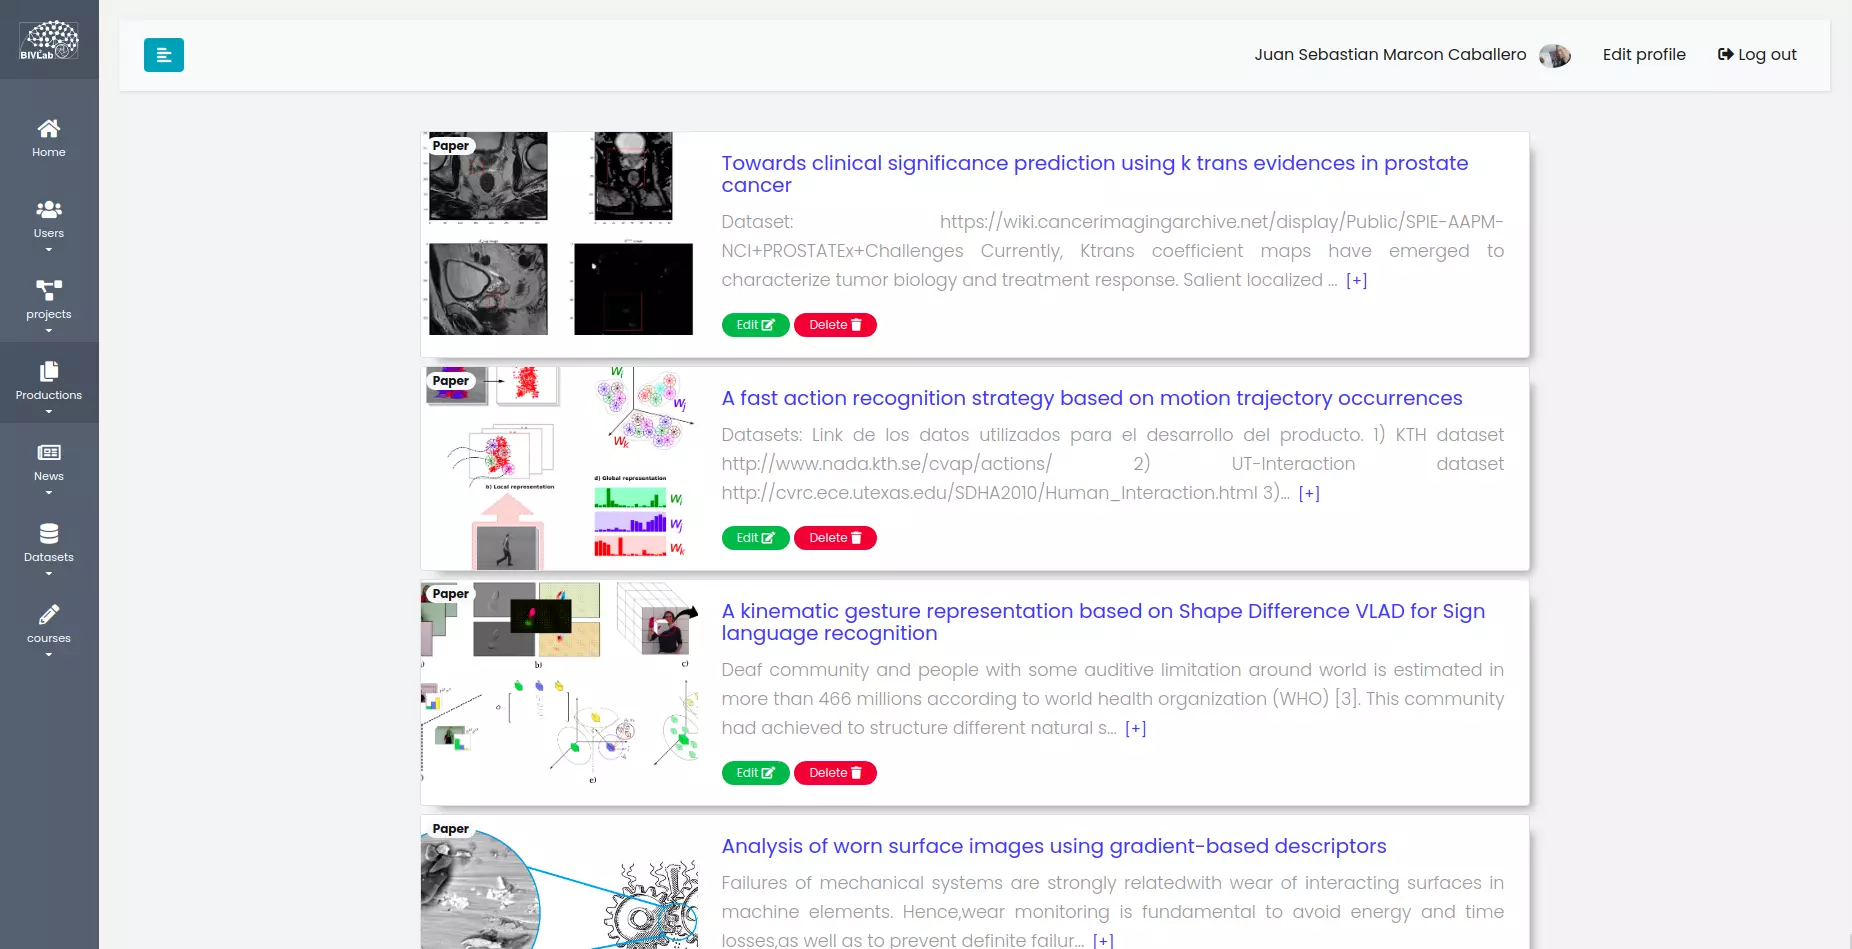 BIVLab
Juan Sebastian Marcon Caballero
Edit profile
Log out
Home
Users
projects
Productions
News
Datasets
courses
Paper
Towards clinical significance prediction using k trans evidences in prostate
cancer
Dataset: https://wiki.cancerimagingarchive.net/display/Public/SPIE-AAPM-
NCI+PROSTATEx+Challenges Currently, Ktrans coefficient maps have emerged to
characterize tumor biology and treatment response. Salient localized ... [+]
Edit
Delete
Paper
Wi
Wj
Wk
b) Local representation
d) Global representation
Wi
Wj
Wk
A fast action recognition strategy based on motion trajectory occurrences
Datasets: Link de los datos utilizados para el desarrollo del producto. 1) KTH dataset
http://www.nada.kth.se/cvap/actions/ 2) UT-Interaction dataset
http://cvrc.ece.utexas.edu/SDHA2010/Human_Interaction.html 3)... [+]
Edit
Delete
Paper
b)
c)
e)
A kinematic gesture representation based on Shape Difference VLAD for Sign
language recognition
Deaf community and people with some auditive limitation around world is estimated in
more than 466 millions according to world health organization (WHO) [3]. This community
had achieved to structure different natural s... [+]
Edit
Delete
Paper
Analysis of worn surface images using gradient-based descriptors
Failures of mechanical systems are strongly relatedwith wear of interacting surfaces in
machine elements. Hence,wear monitoring is fundamental to avoid energy and time
losses,as well as to prevent definite failur... [+]